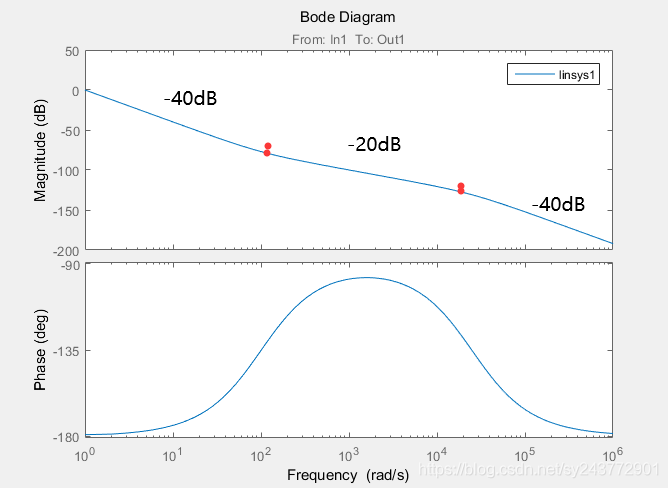 Bode Diagram
From: In1 To: Out1
linsys1
Magnitude (dB)
50
0
-50
-100
-150
-200
-40dB
-20dB
-40dB
Phase (deg)
-90
-135
-180
10^0 10^1 10^2 10^3 10^4 10^5 10^6
Frequency (rad/s)
https://blog.csdn.net/sy243772901